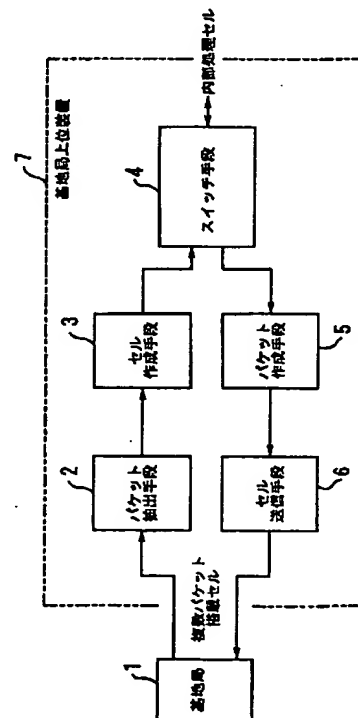 7
基地局上位装置
1
基地局
複数パケット
搭載セル
2
パケット
抽出手段
3
セル
作成手段
4
スイッチ手段
内部処理セル
5
パケット
作成手段
6
セル
送信手段